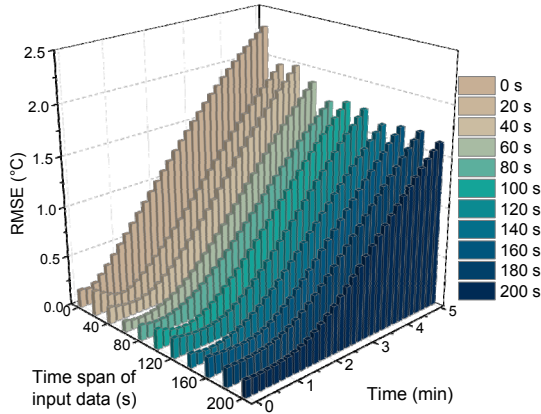 2.5
2.0
1.5
1.0
0.5
0.0
RMSE (°C)
0
40
80
120
160
200
Time span of
input data (s)
0
1
2
3
4
5
Time (min)
0 s
20 s
40 s
60 s
80 s
100 s
120 s
140 s
160 s
180 s
200 s